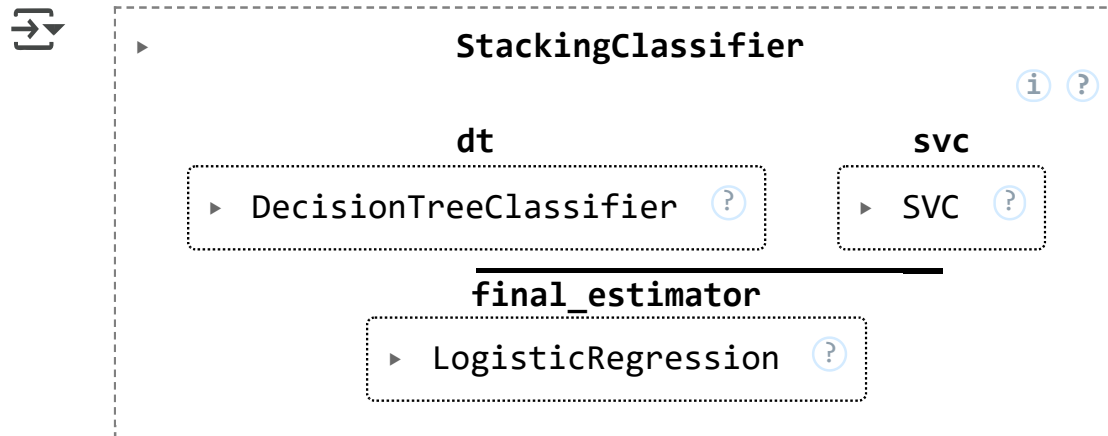 StackingClassifier
i ?
dt svc
DecisionTreeClassifier ? SVC ?
final_estimator
LogisticRegression ?